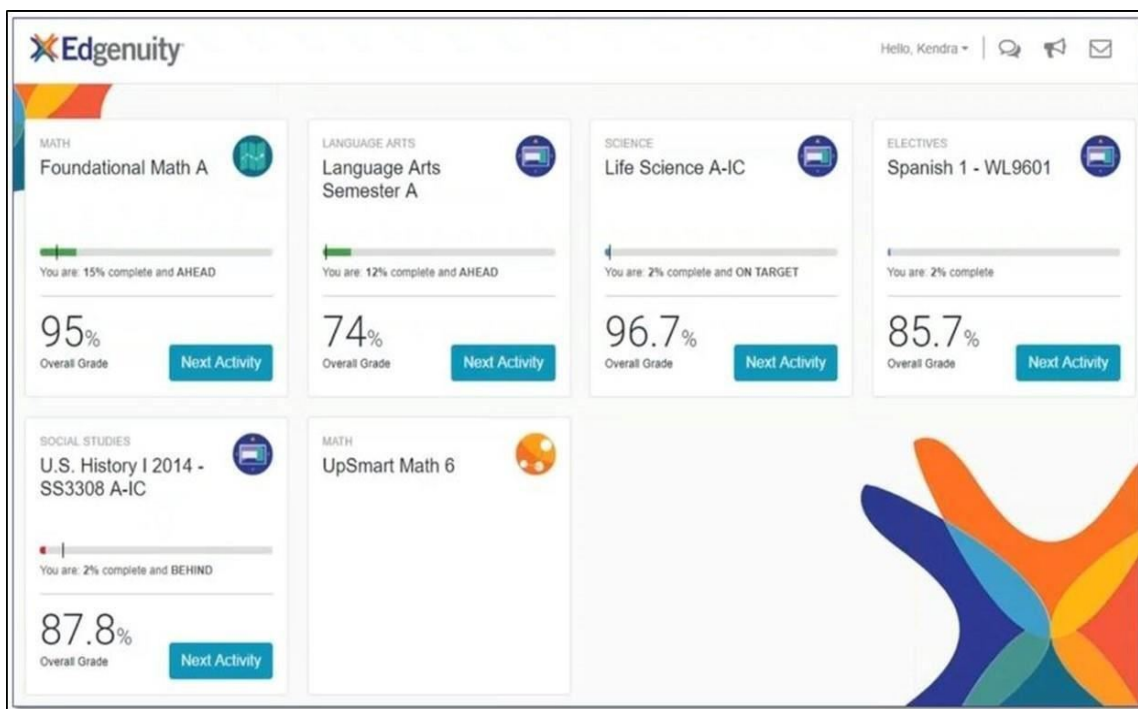 Edgenuity
Hello, Kendra
MATH
Foundational Math A
You are: 15% complete and AHEAD
95%
Overall Grade
Next Activity
LANGUAGE ARTS
Language Arts
Semester A
You are: 12% complete and AHEAD
74%
Overall Grade
Next Activity
SCIENCE
Life Science A-IC
You are: 2% complete and ON TARGET
96.7%
Overall Grade
Next Activity
ELECTIVES
Spanish 1 - WL9601
You are: 2% complete
85.7%
Overall Grade
Next Activity
SOCIAL STUDIES
U.S. History I 2014 -
SS3308 A-IC
You are: 2% complete and BEHIND
87.8%
Overall Grade
Next Activity
MATH
UpSmart Math 6